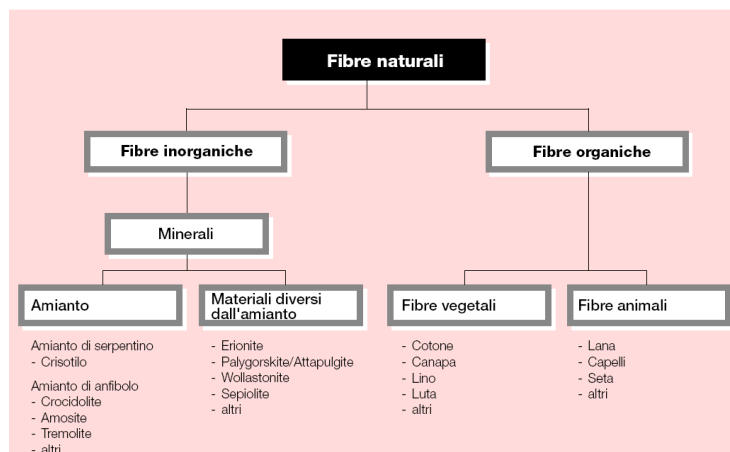 Fibre naturali
Fibre inorganiche
Fibre organiche
Minerali
Amianto
Materiali diversi
dall'amianto
Fibre vegetali
Fibre animali
Amianto di serpentino
- Crisotilo
Amianto di anfibolo
- Crocidolite
- Amosite
- Tremolite
- altri
- Erionite
- Palygorskite/Attapulgite
- Wollastonite
- Sepiolite
- altri
- Cotone
- Canapa
- Lino
- Luta
- altri
- Lana
- Capelli
- Seta
- altri